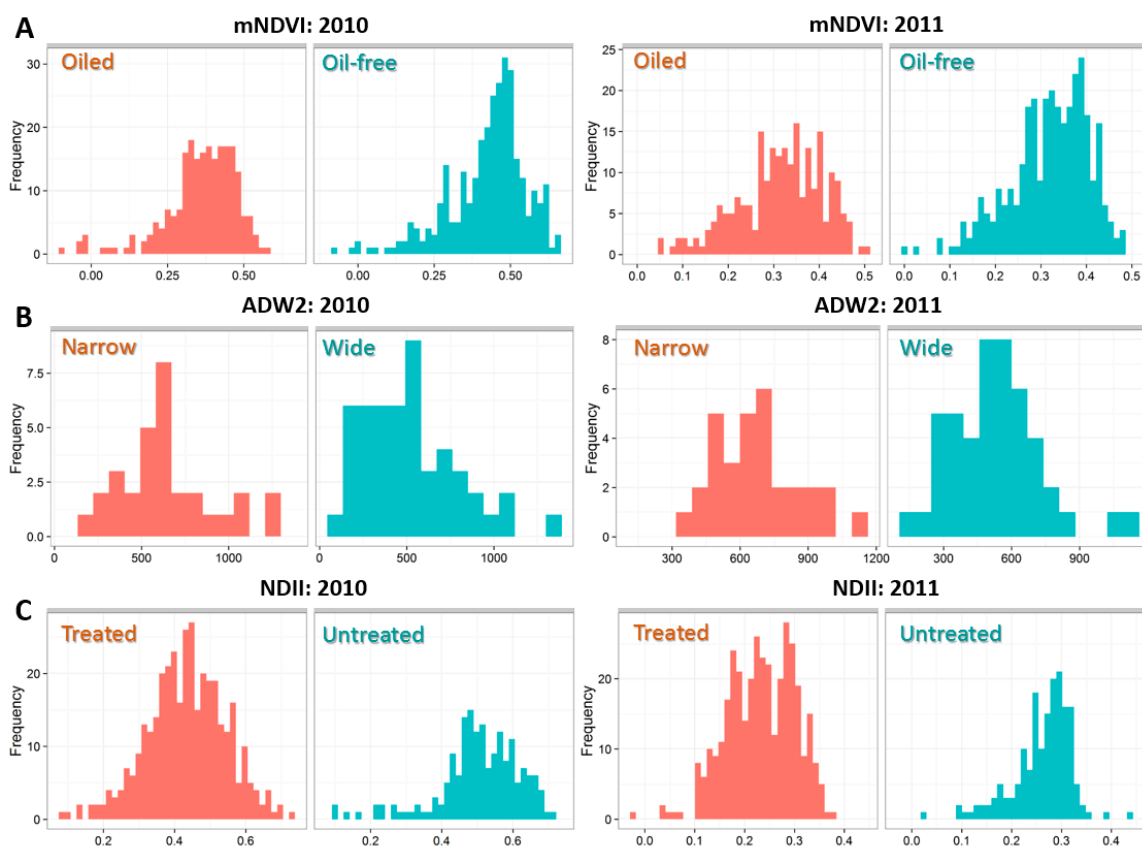 A
mNDVI: 2010
mNDVI: 2011
Oiled
Oil-free
Oiled
Oil-free
Frequency
30
20
10
0
0.00 0.25 0.50
0.00 0.25 0.50
Frequency
25
20
15
10
5
0
0.0 0.1 0.2 0.3 0.4 0.5
0.0 0.1 0.2 0.3 0.4 0.5
B
ADW2: 2010
ADW2: 2011
Narrow
Wide
Narrow
Wide
Frequency
7.5
5.0
2.5
0.0
0 500 1000
0 500 1000
Frequency
8
6
4
2
0
300 600 900 1200
300 600 900
C
NDII: 2010
NDII: 2011
Treated
Untreated
Treated
Untreated
Frequency
20
10
0
0.2 0.4 0.6
0.2 0.4 0.6
Frequency
20
10
0
0.0 0.1 0.2 0.3 0.4
0.0 0.1 0.2 0.3 0.4